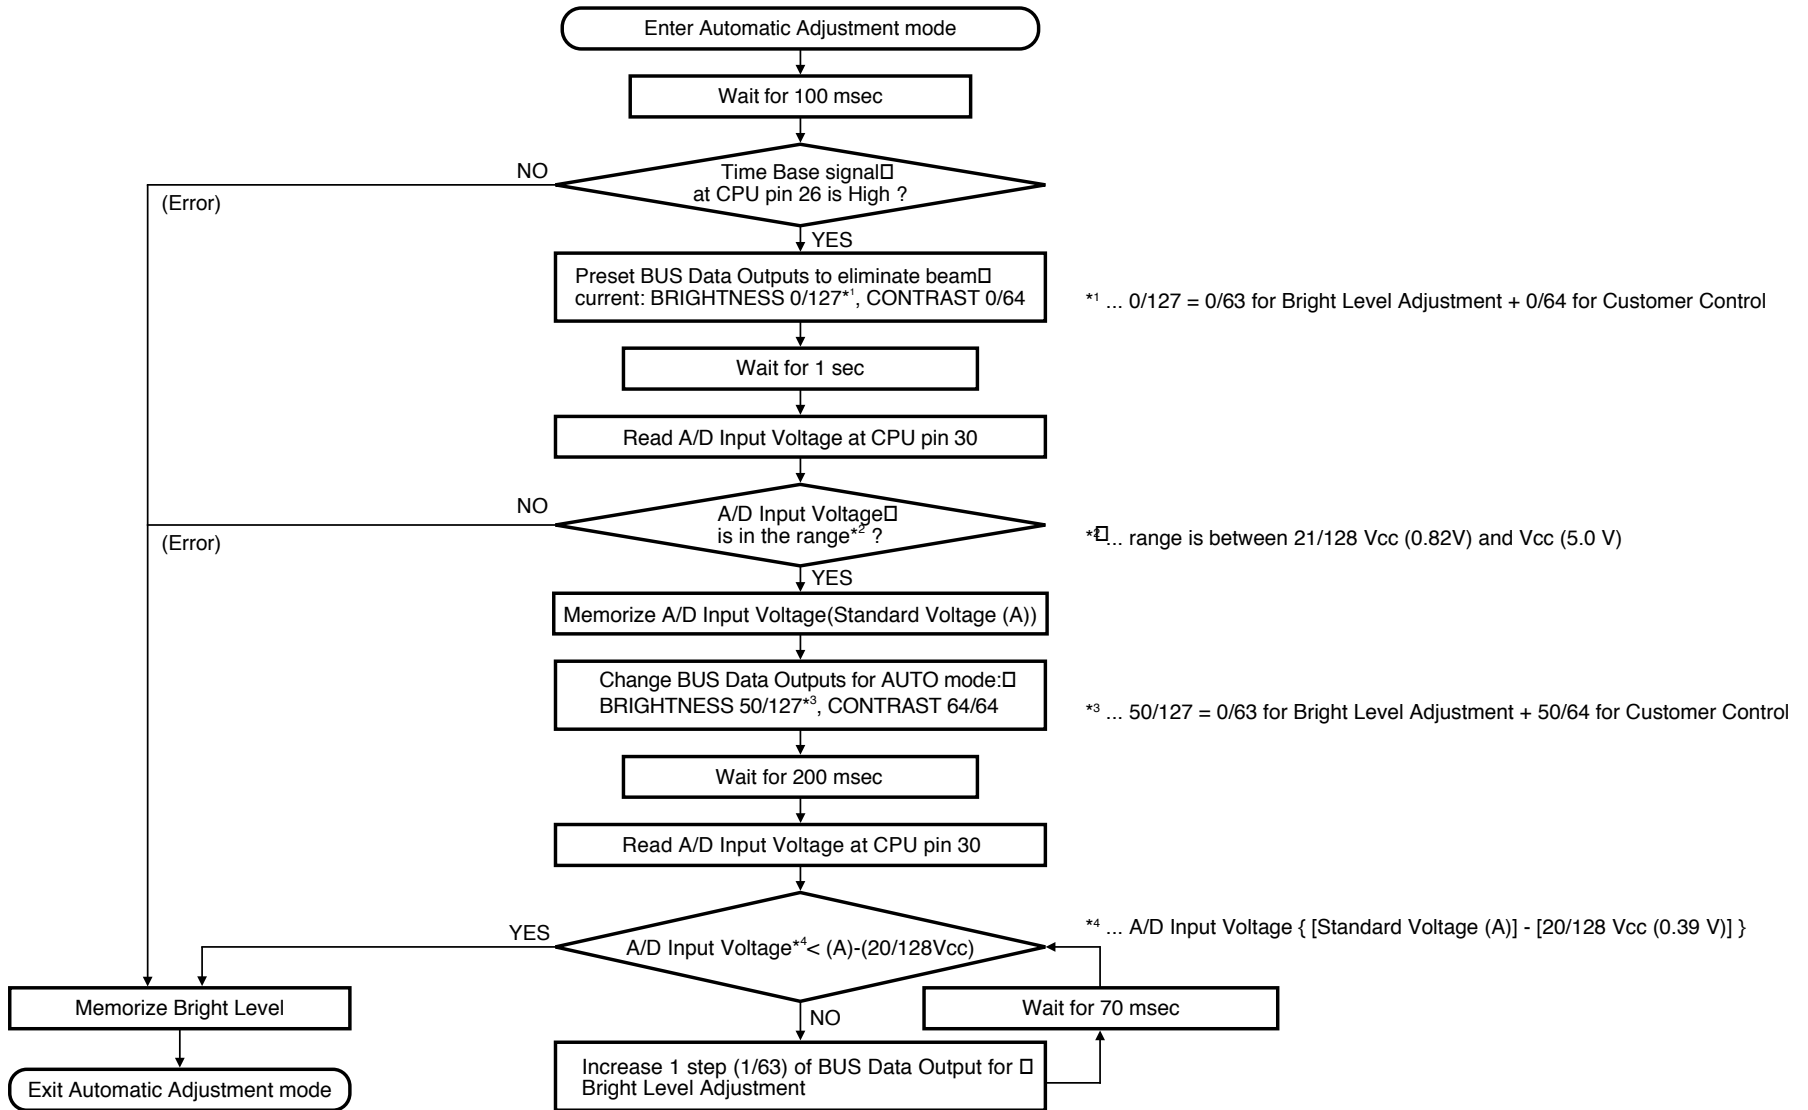 Enter Automatic Adjustment mode
Wait for 100 msec
NO
Time Base signal□
at CPU pin 26 is High ?
(Error)
YES
Preset BUS Data Outputs to eliminate beam□
current: BRIGHTNESS 0/127*¹, CONTRAST 0/64
*¹ ... 0/127 = 0/63 for Bright Level Adjustment + 0/64 for Customer Control
Wait for 1 sec
Read A/D Input Voltage at CPU pin 30
NO
A/D Input Voltage□
is in the range*² ?
(Error)
*²□... range is between 21/128 Vcc (0.82V) and Vcc (5.0 V)
YES
Memorize A/D Input Voltage(Standard Voltage (A))
Change BUS Data Outputs for AUTO mode:□
BRIGHTNESS 50/127*³, CONTRAST 64/64
*³ ... 50/127 = 0/63 for Bright Level Adjustment + 50/64 for Customer Control
Wait for 200 msec
Read A/D Input Voltage at CPU pin 30
YES
A/D Input Voltage*⁴< (A)-(20/128Vcc)
*⁴ ... A/D Input Voltage { [Standard Voltage (A)] - [20/128 Vcc (0.39 V)] }
Memorize Bright Level
Wait for 70 msec
NO
Increase 1 step (1/63) of BUS Data Output for □
Bright Level Adjustment
Exit Automatic Adjustment mode